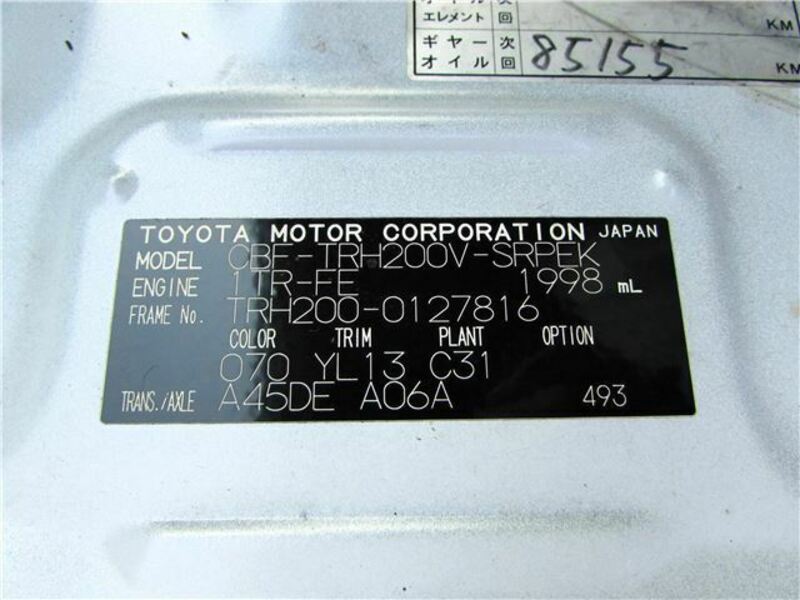 エレメント 回 KM
ギヤー 次
オイル 回 85155 KM
TOYOTA MOTOR CORPORATION JAPAN
MODEL CBF-TRH200V-SRPEK
ENGINE 1TR-FE 1998 mL
FRAME No. TRH200-0127816
COLOR TRIM PLANT OPTION
070 YL13 C31
TRANS./AXLE A45DE A06A 493